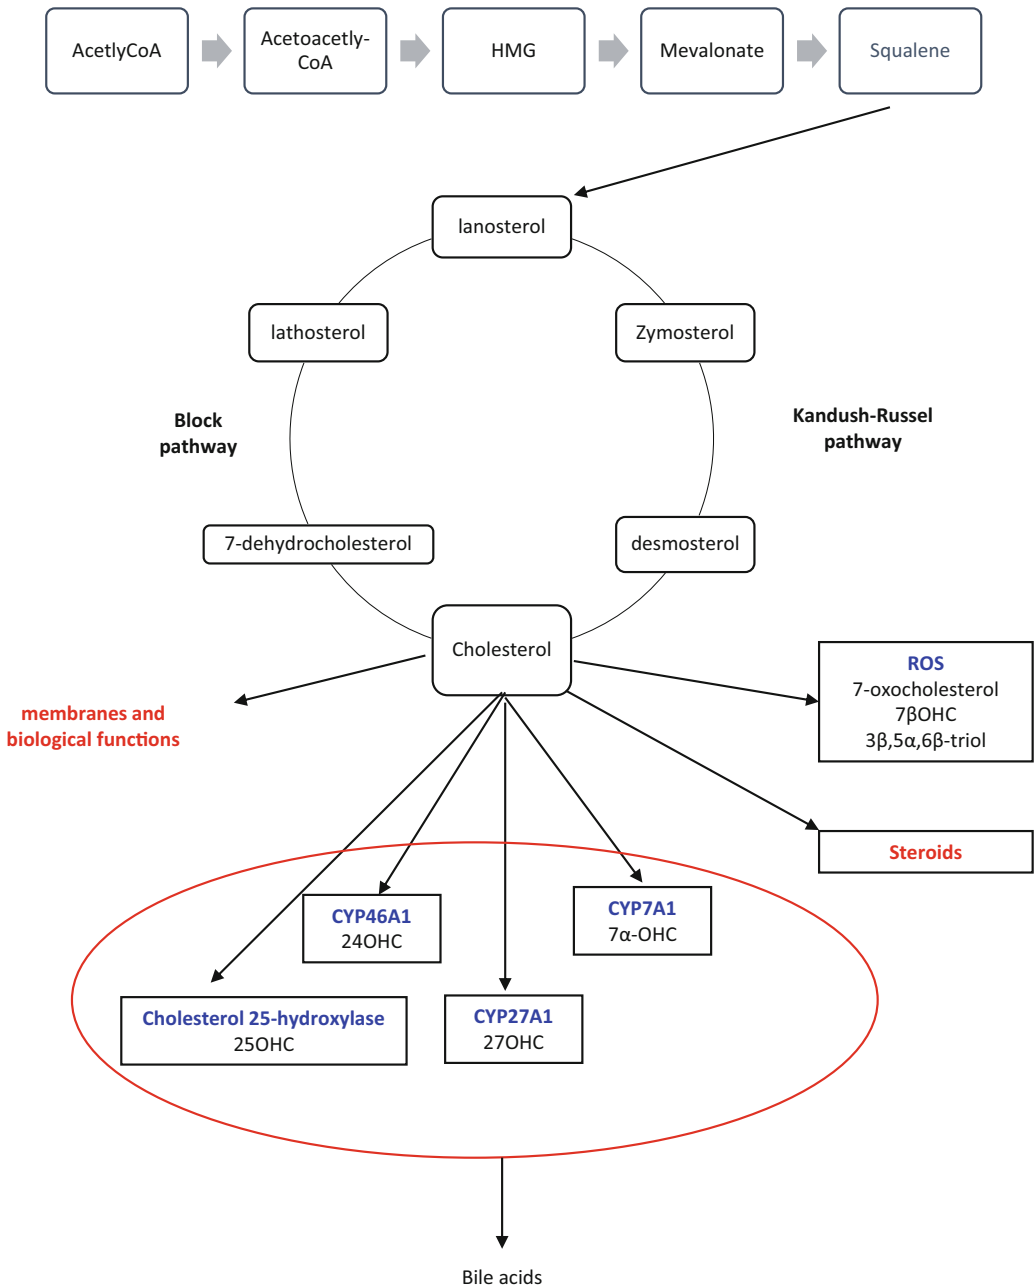 AcetlyCoA
Acetoacetly-
CoA
HMG
Mevalonate
Squalene
lanosterol
lathosterol
Zymosterol
Block
pathway
Kandush-Russel
pathway
7-dehydrocholesterol
desmosterol
Cholesterol
membranes and
biological functions
ROS
7-oxocholesterol
7βOHC
3β,5α,6β-triol
Steroids
CYP46A1
24OHC
CYP7A1
7α-OHC
Cholesterol 25-hydroxylase
25OHC
CYP27A1
27OHC
Bile acids